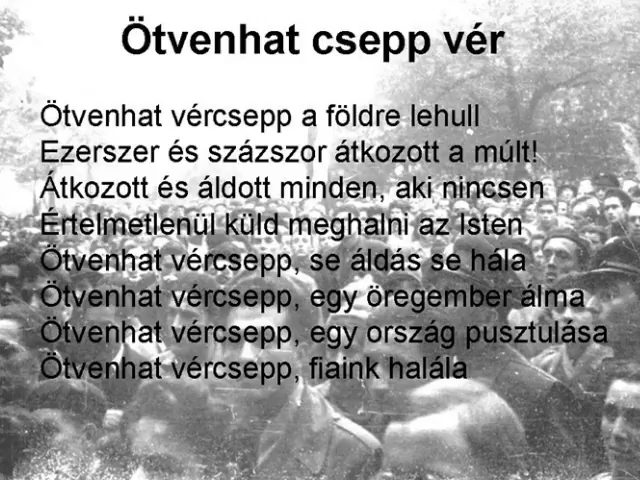 Ötvenhat csepp vér
Ötvenhat vércsepp a földre lehull
Ezerszer és százszor átkozott a múlt!
Átkozott és áldott minden, aki nincsen
Értelmetlenül küld meghalni az Isten
Ötvenhat vércsepp, se áldás se hála
Ötvenhat vércsepp, egy öregember álma
Ötvenhat vércsepp, egy ország pusztulása
Ötvenhat vércsepp, fiaink halála